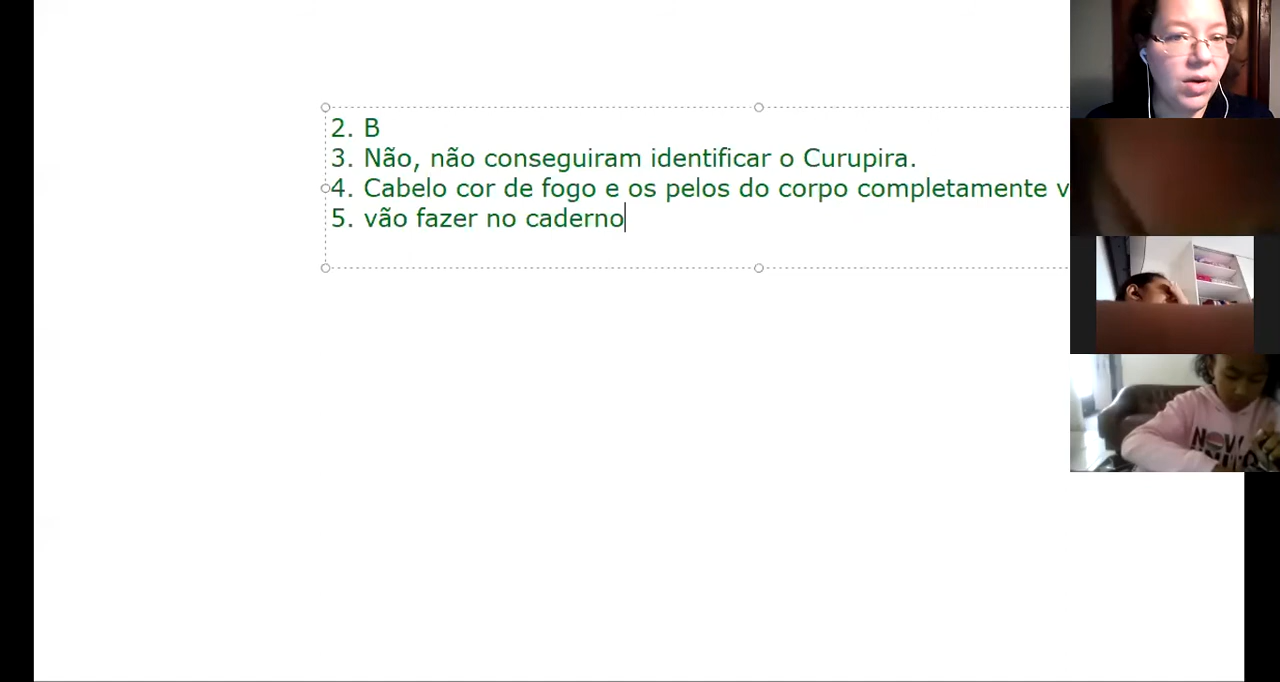 2. B
3. Não, não conseguiram identificar o Curupira.
4. Cabelo cor de fogo e os pelos do corpo completamente v
5. vão fazer no caderno